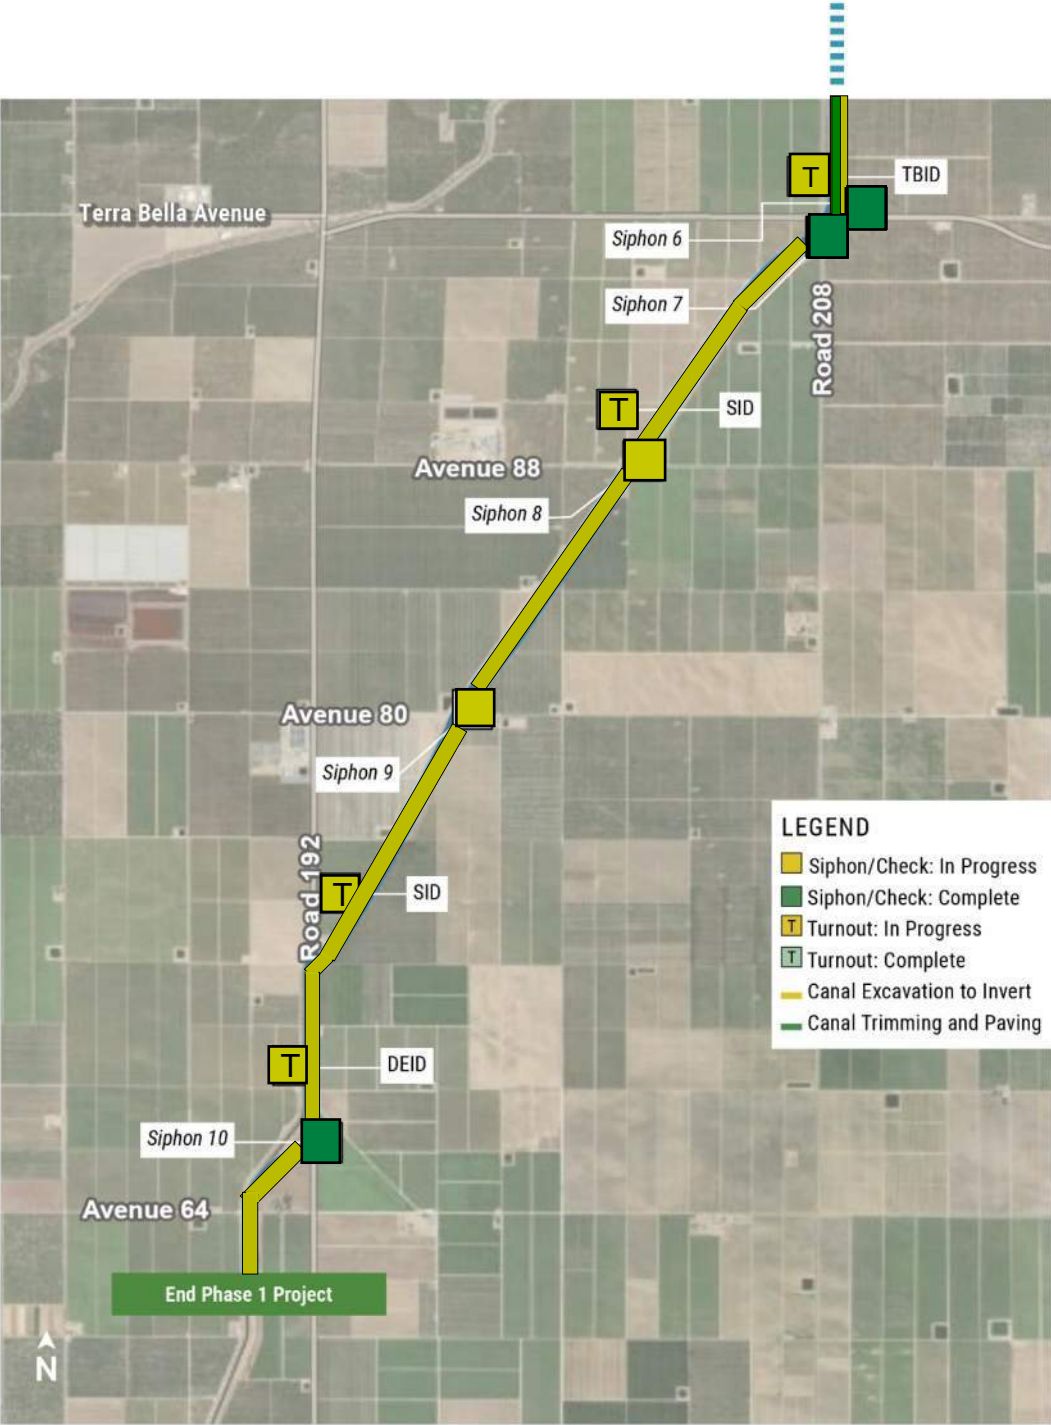 T
TBID
Terra Bella Avenue
Siphon 6
Siphon 7
Road 208
T
SID
Avenue 88
Siphon 8
Avenue 80
Siphon 9
Road 192
T
SID
LEGEND
Siphon/Check: In Progress
Siphon/Check: Complete
T Turnout: In Progress
T Turnout: Complete
Canal Excavation to Invert
Canal Trimming and Paving
T
DEID
Siphon 10
Avenue 64
End Phase 1 Project
N